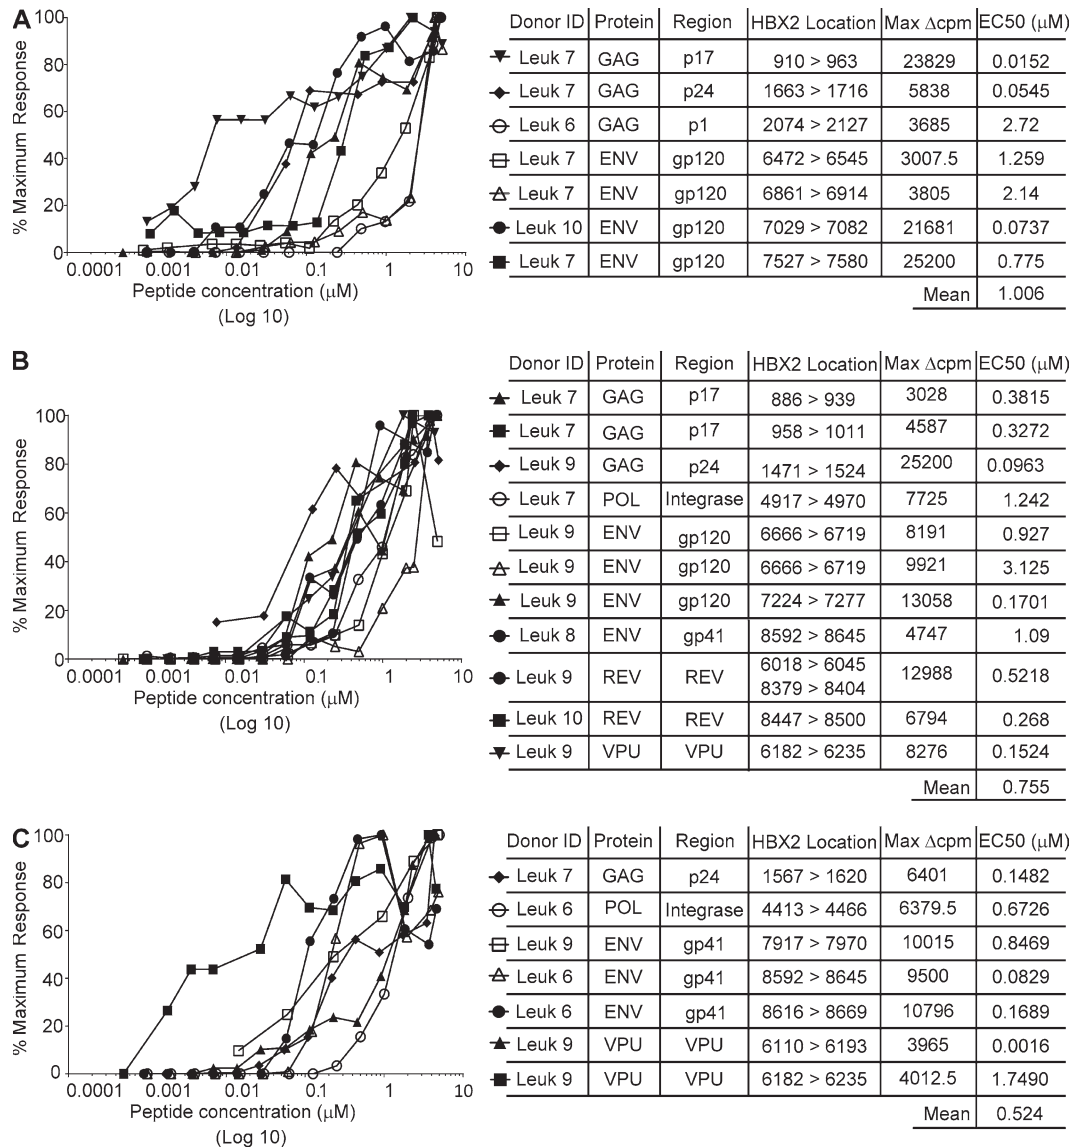 A
% Maximum Response
100
80
60
40
20
0
0.0001 0.001 0.01 0.1 1 10
Peptide concentration (μM)
(Log 10)
Donor ID Protein Region HBX2 Location Max Δcpm EC50 (μM)
Leuk 7 GAG p17 910 > 963 23829 0.0152
Leuk 7 GAG p24 1663 > 1716 5838 0.0545
Leuk 6 GAG p1 2074 > 2127 3685 2.72
Leuk 7 ENV gp120 6472 > 6545 3007.5 1.259
Leuk 7 ENV gp120 6861 > 6914 3805 2.14
Leuk 10 ENV gp120 7029 > 7082 21681 0.0737
Leuk 7 ENV gp120 7527 > 7580 25200 0.775
Mean 1.006
B
% Maximum Response
100
80
60
40
20
0
0.0001 0.001 0.01 0.1 1 10
Peptide concentration (μM)
(Log 10)
Donor ID Protein Region HBX2 Location Max Δcpm EC50 (μM)
Leuk 7 GAG p17 886 > 939 3028 0.3815
Leuk 7 GAG p17 958 > 1011 4587 0.3272
Leuk 9 GAG p24 1471 > 1524 25200 0.0963
Leuk 7 POL Integrase 4917 > 4970 7725 1.242
Leuk 9 ENV gp120 6666 > 6719 8191 0.927
Leuk 9 ENV gp120 6666 > 6719 9921 3.125
Leuk 9 ENV gp120 7224 > 7277 13058 0.1701
Leuk 8 ENV gp41 8592 > 8645 4747 1.09
Leuk 9 REV REV 6018 > 6045 12988 0.5218
8379 > 8404
Leuk 10 REV REV 8447 > 8500 6794 0.268
Leuk 9 VPU VPU 6182 > 6235 8276 0.1524
Mean 0.755
C
% Maximum Response
100
80
60
40
20
0
0.0001 0.001 0.01 0.1 1 10
Peptide concentration (μM)
(Log 10)
Donor ID Protein Region HBX2 Location Max Δcpm EC50 (μM)
Leuk 7 GAG p24 1567 > 1620 6401 0.1482
Leuk 6 POL Integrase 4413 > 4466 6379.5 0.6726
Leuk 9 ENV gp41 7917 > 7970 10015 0.8469
Leuk 6 ENV gp41 8592 > 8645 9500 0.0829
Leuk 6 ENV gp41 8616 > 8669 10796 0.1689
Leuk 9 VPU VPU 6110 > 6193 3965 0.0016
Leuk 9 VPU VPU 6182 > 6235 4012.5 1.7490
Mean 0.524